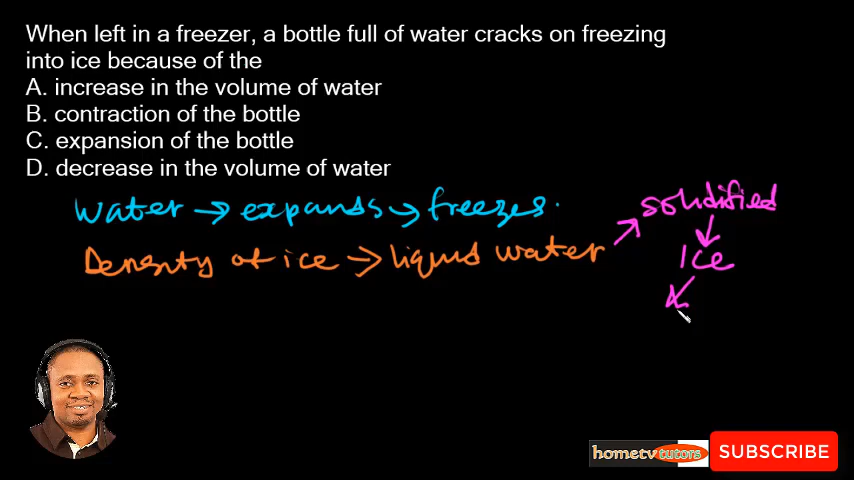 When left in a freezer, a bottle full of water cracks on freezing
into ice because of the
A. increase in the volume of water
B. contraction of the bottle
C. expansion of the bottle
D. decrease in the volume of water
Water → expands → freezes.
Density of ice → liquid water ↗ solidified
↓
Ice
↙
hometvtutors
SUBSCRIBE